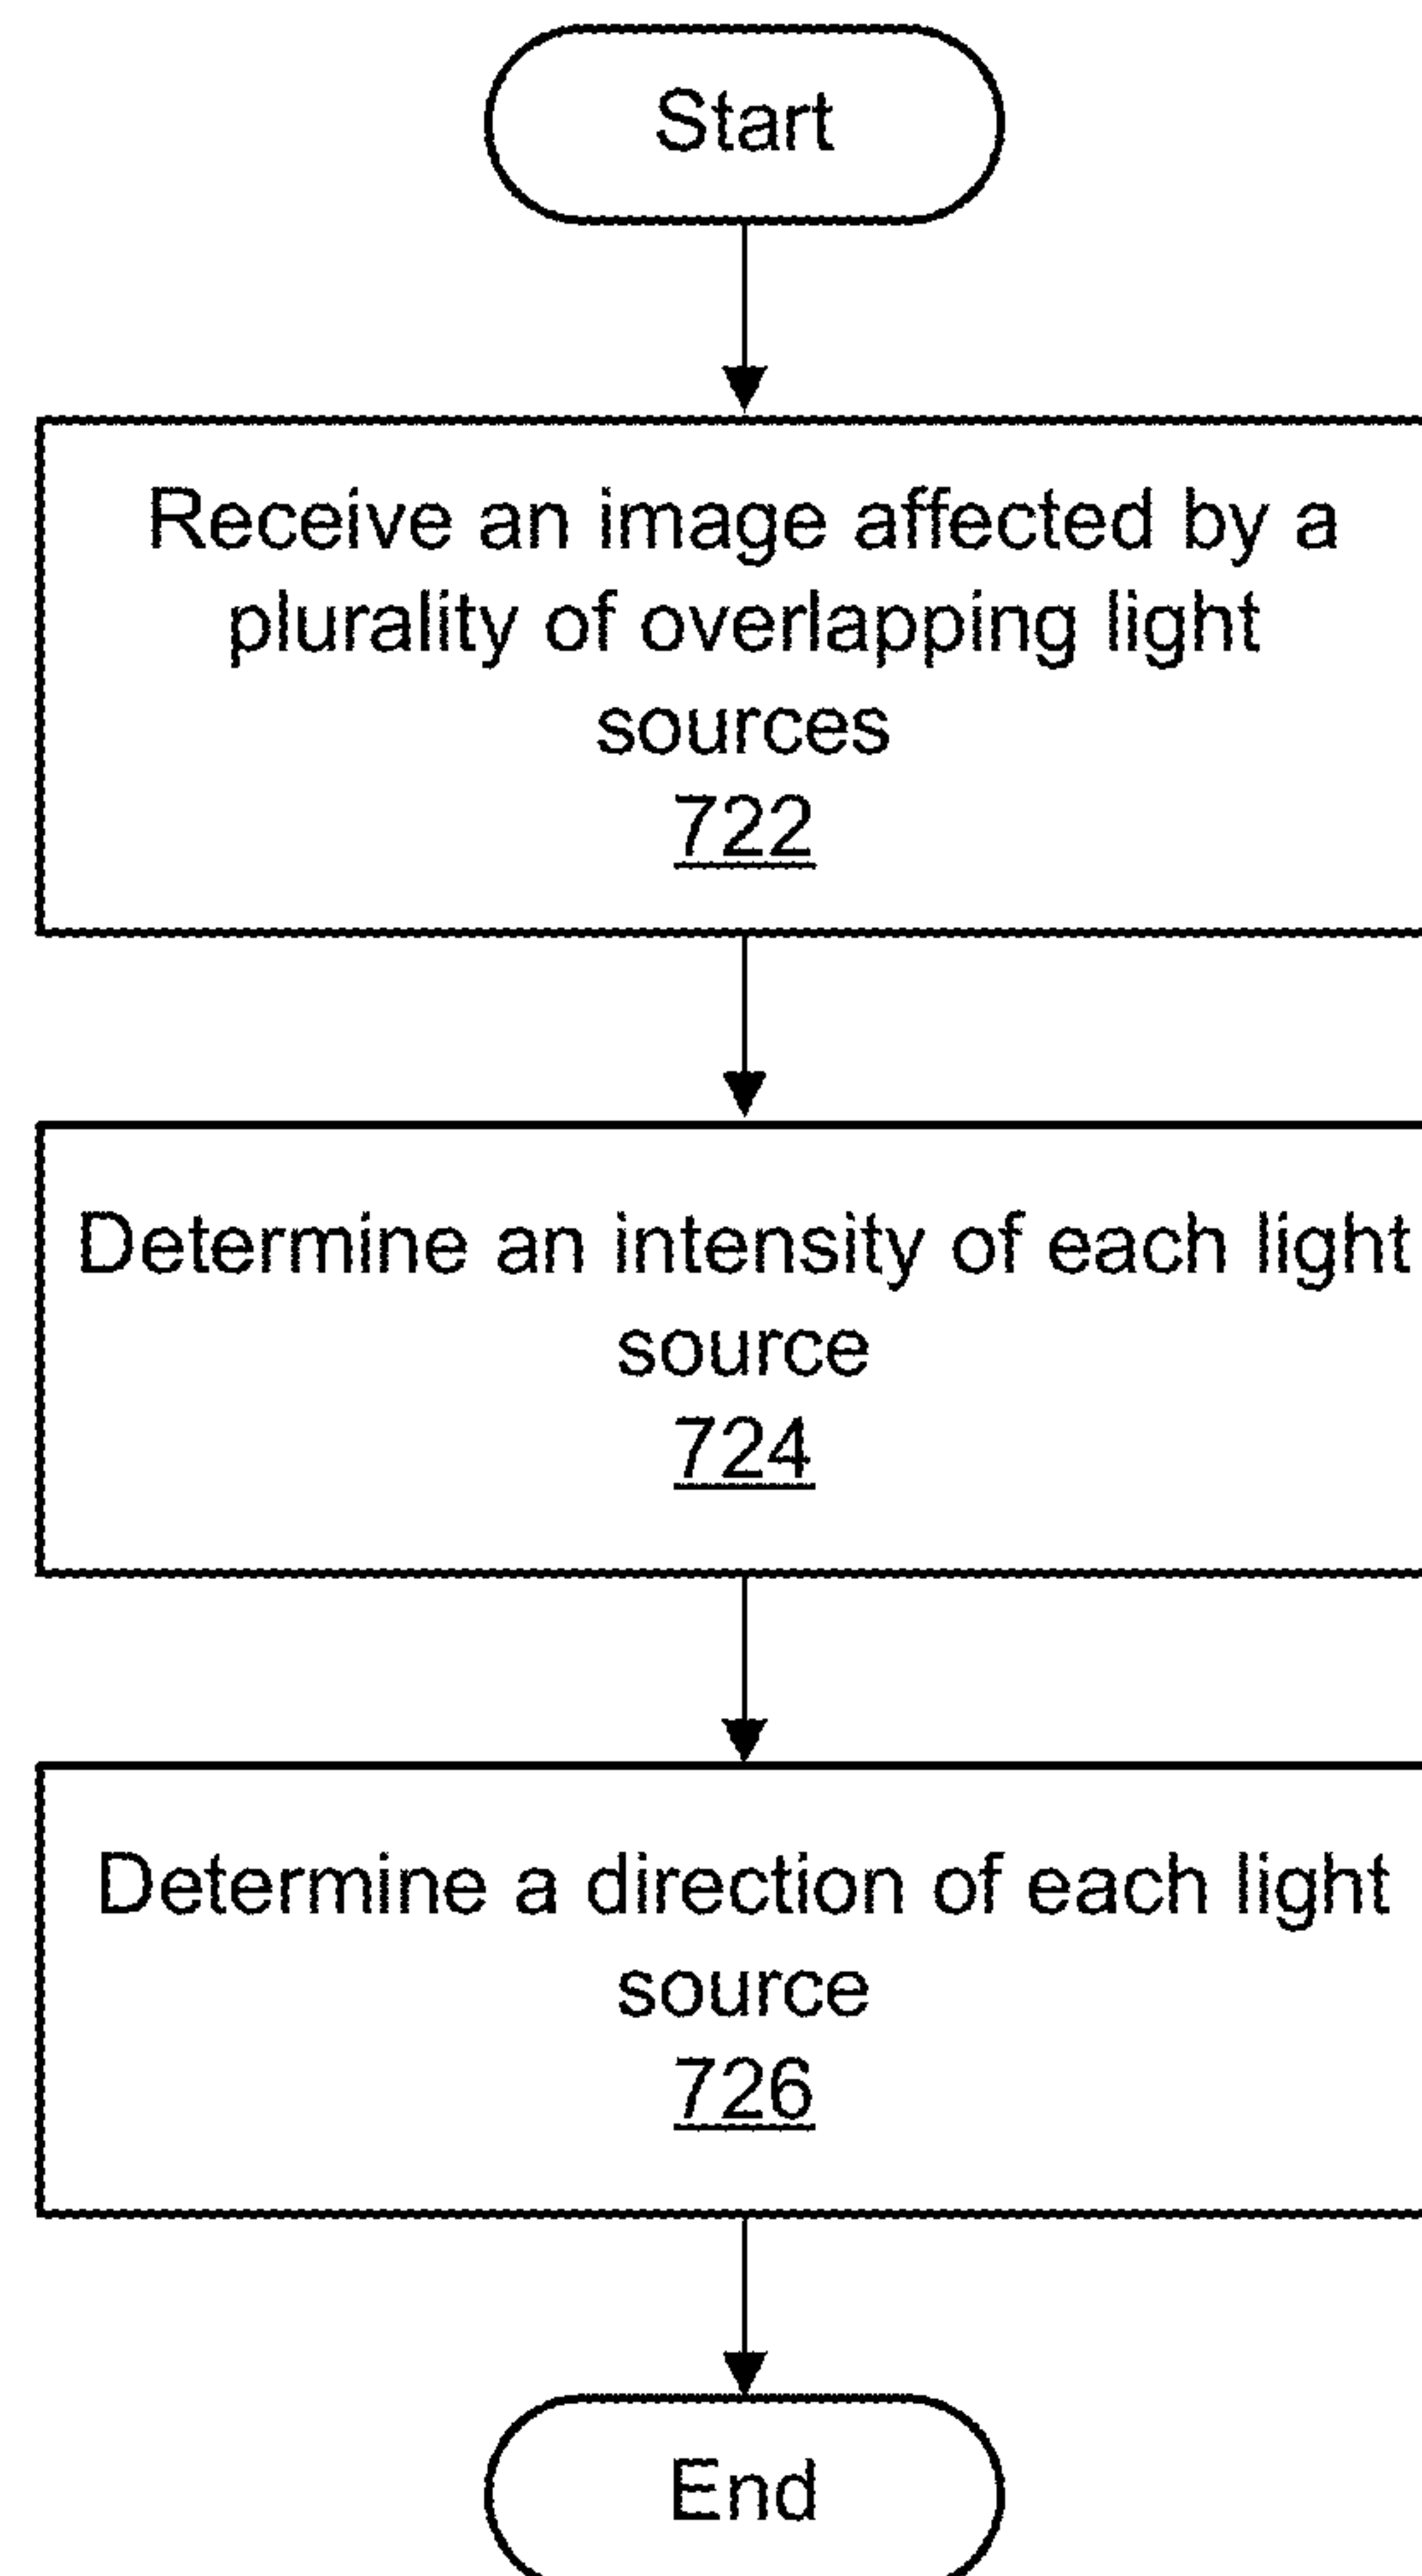 Start
Receive an image affected by a
plurality of overlapping light
sources
722
Determine an intensity of each light
source
724
Determine a direction of each light
source
726
End